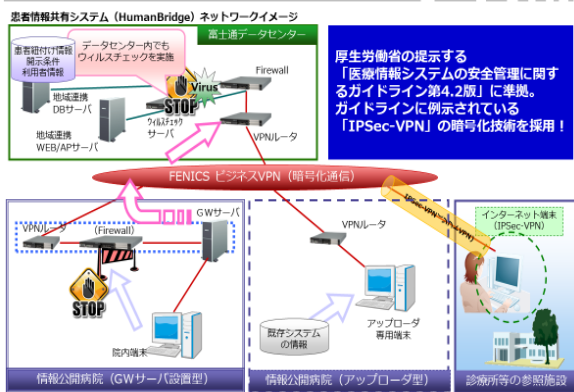 患者情報共有システム（HumanBridge）ネットワークイメージ
富士通データセンター
患者紐付け情報
開示条件
利用者情報
データセンター内でも
ウィルスチェックを実施
Virus
STOP
Firewall
地域連携
DBサーバ
ウィルスチェック
サーバ
VPNルータ
地域連携
WEB/APサーバ
厚生労働省の提示する
「医療情報システムの安全管理に関す
るガイドライン第4.2版」に準拠。
ガイドラインに例示されている
「IPSec-VPN」の暗号化技術を採用！
FENICS ビジネスVPN（暗号化通信）
GWサーバ
VPNルータ
（Firewall）
STOP
院内端末
情報公開病院（GWサーバ設置型）
VPNルータ
既存システム
の情報
アップローダ
専用端末
情報公開病院（アップローダ型）
インターネット端末
（IPSec-VPN）
診療所等の参照施設